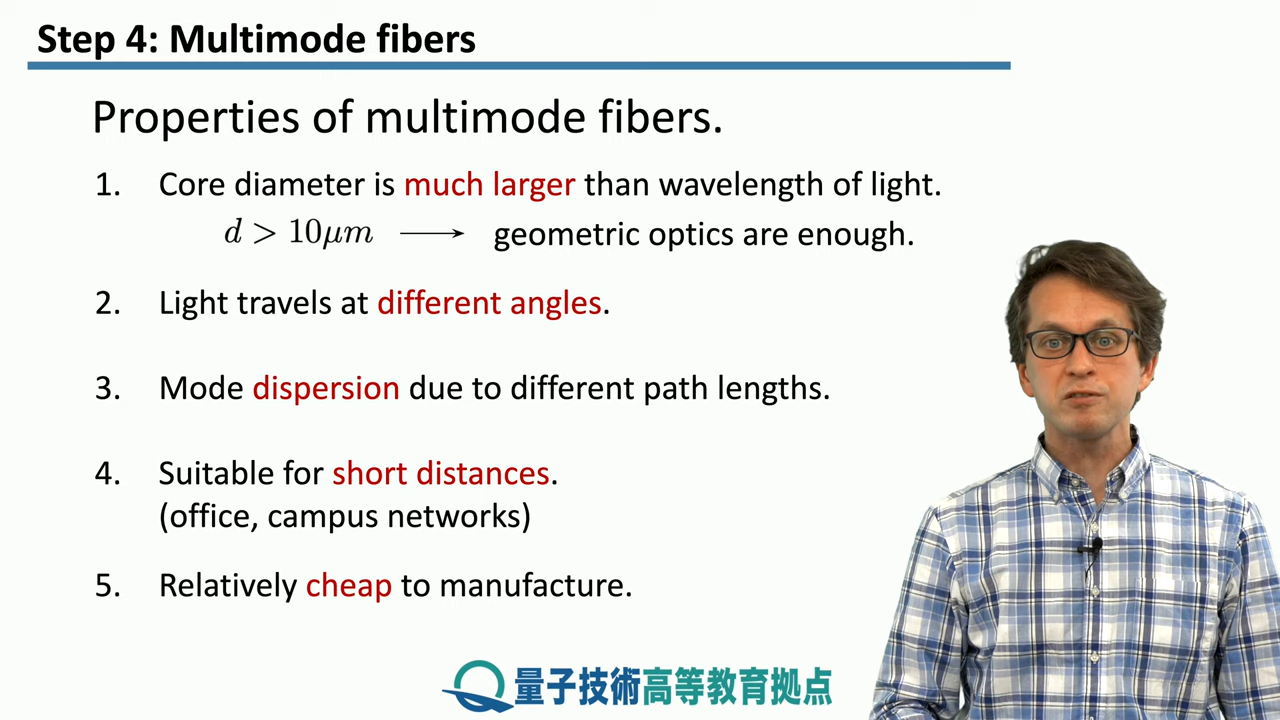 Step 4: Multimode fibers
Properties of multimode fibers.
1. Core diameter is much larger than wavelength of light.
d > 10μm ⟶ geometric optics are enough.
2. Light travels at different angles.
3. Mode dispersion due to different path lengths.
4. Suitable for short distances.
(office, campus networks)
5. Relatively cheap to manufacture.
量子技術高等教育拠点